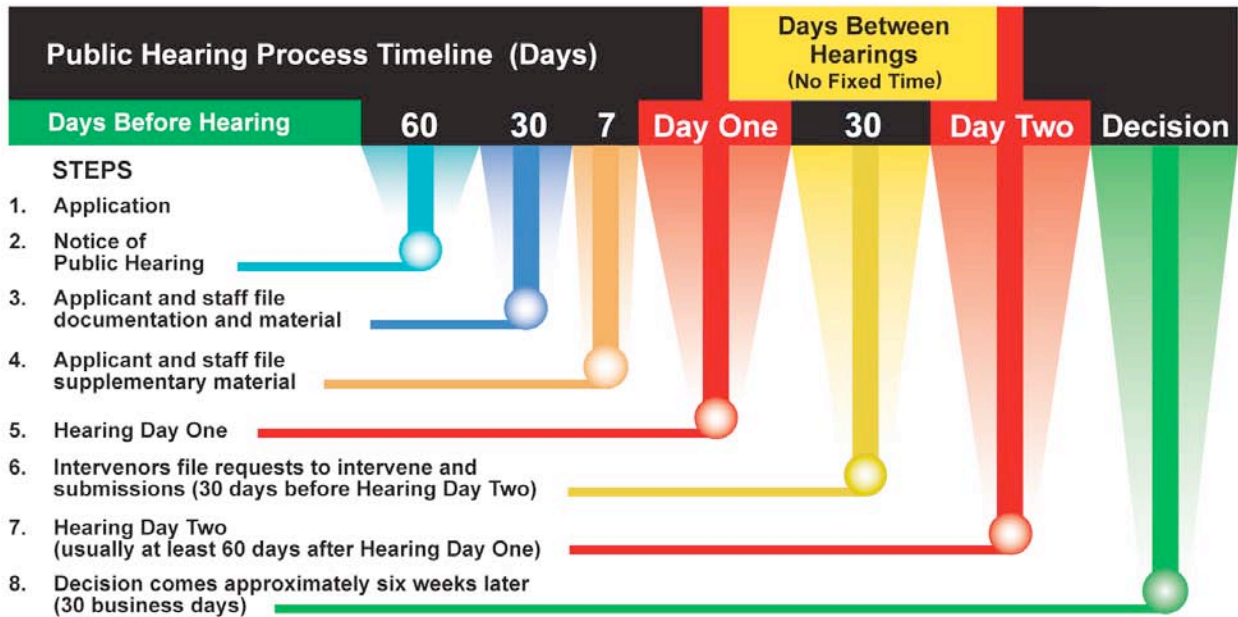 Public Hearing Process Timeline (Days)
Days Between
Hearings
(No Fixed Time)
Days Before Hearing 60 30 7 Day One 30 Day Two Decision
STEPS
1. Application
2. Notice of
Public Hearing
3. Applicant and staff file
documentation and material
4. Applicant and staff file
supplementary material
5. Hearing Day One
6. Intervenors file requests to intervene and
submissions (30 days before Hearing Day Two)
7. Hearing Day Two
(usually at least 60 days after Hearing Day One)
8. Decision comes approximately six weeks later
(30 business days)